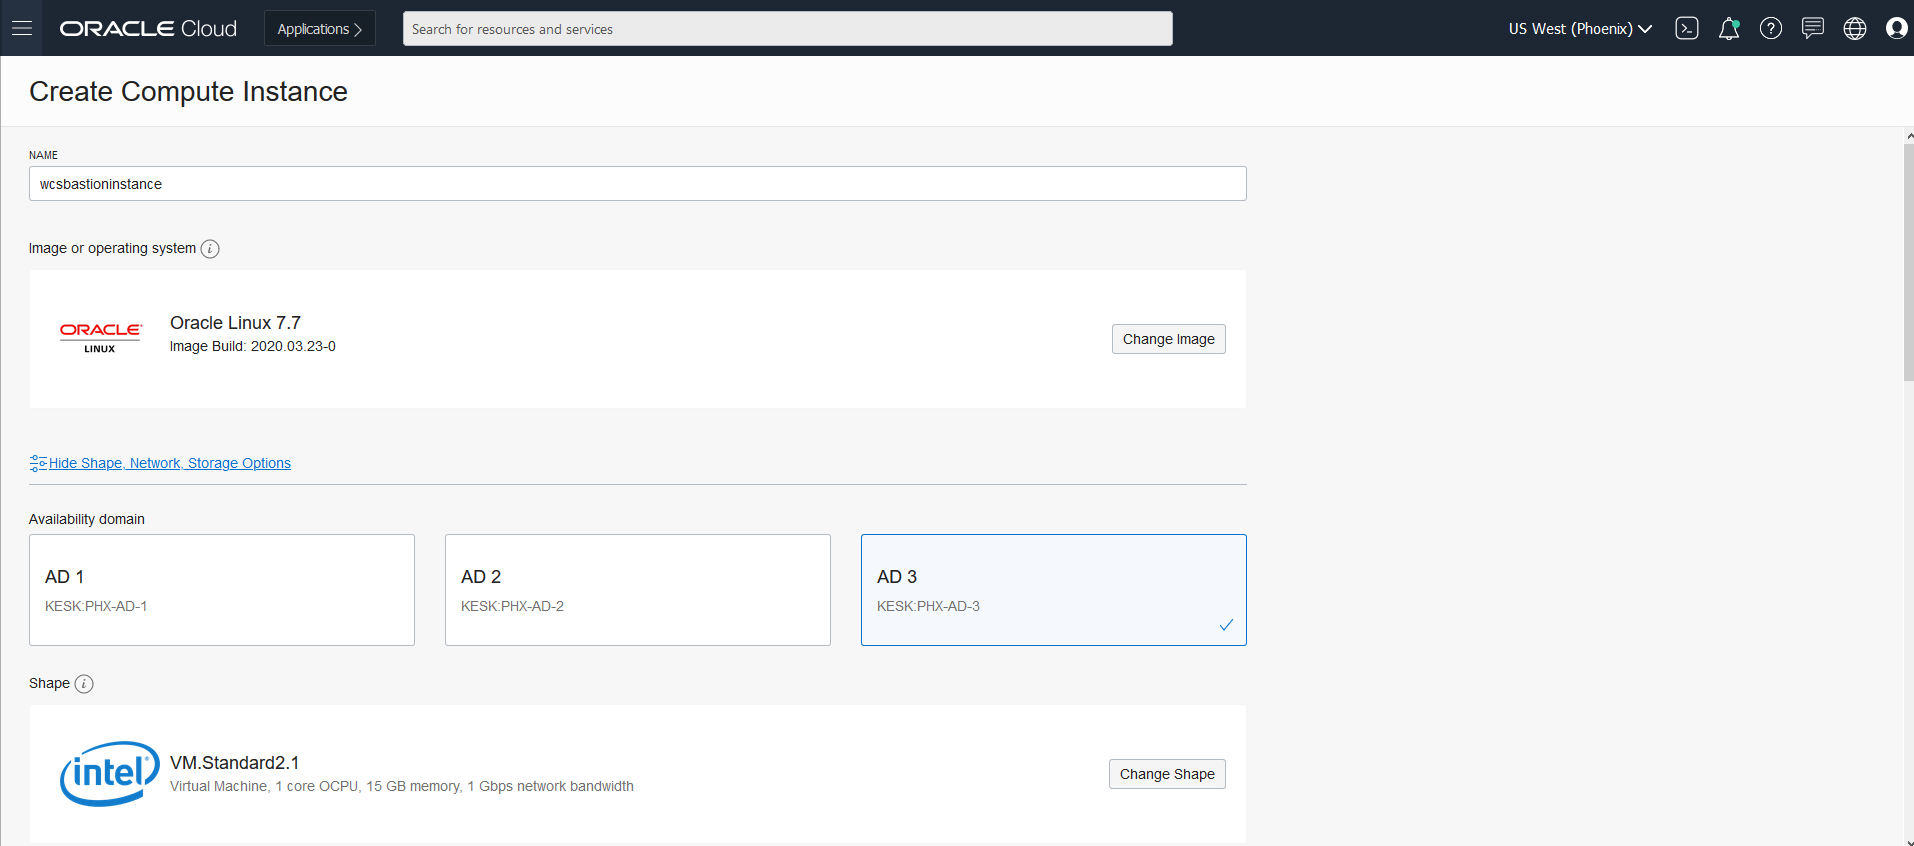 ORACLE Cloud
Applications
Search for resources and services
US West (Phoenix)
Create Compute Instance
NAME
wcsbastioninstance
Image or operating system i
ORACLE
LINUX
Oracle Linux 7.7
Image Build: 2020.03.23-0
Change Image
Hide Shape, Network, Storage Options
Availability domain
AD 1
KESK:PHX-AD-1
AD 2
KESK:PHX-AD-2
AD 3
KESK:PHX-AD-3
Shape i
intel
VM.Standard2.1
Virtual Machine, 1 core OCPU, 15 GB memory, 1 Gbps network bandwidth
Change Shape